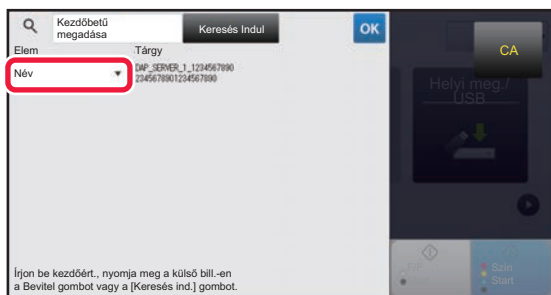 Kezdőbetű
megadása
Keresés Indul
OK
CA
Elem
Tárgy
Név
DAP_SERVER_1_1234567890
2345678901234567890
Helyi meg./
USB
Írjon be kezdőért., nyomja meg a külső bill.-en
a Bevitel gombot vagy a [Keresés ind.] gombot.
Szín
Start